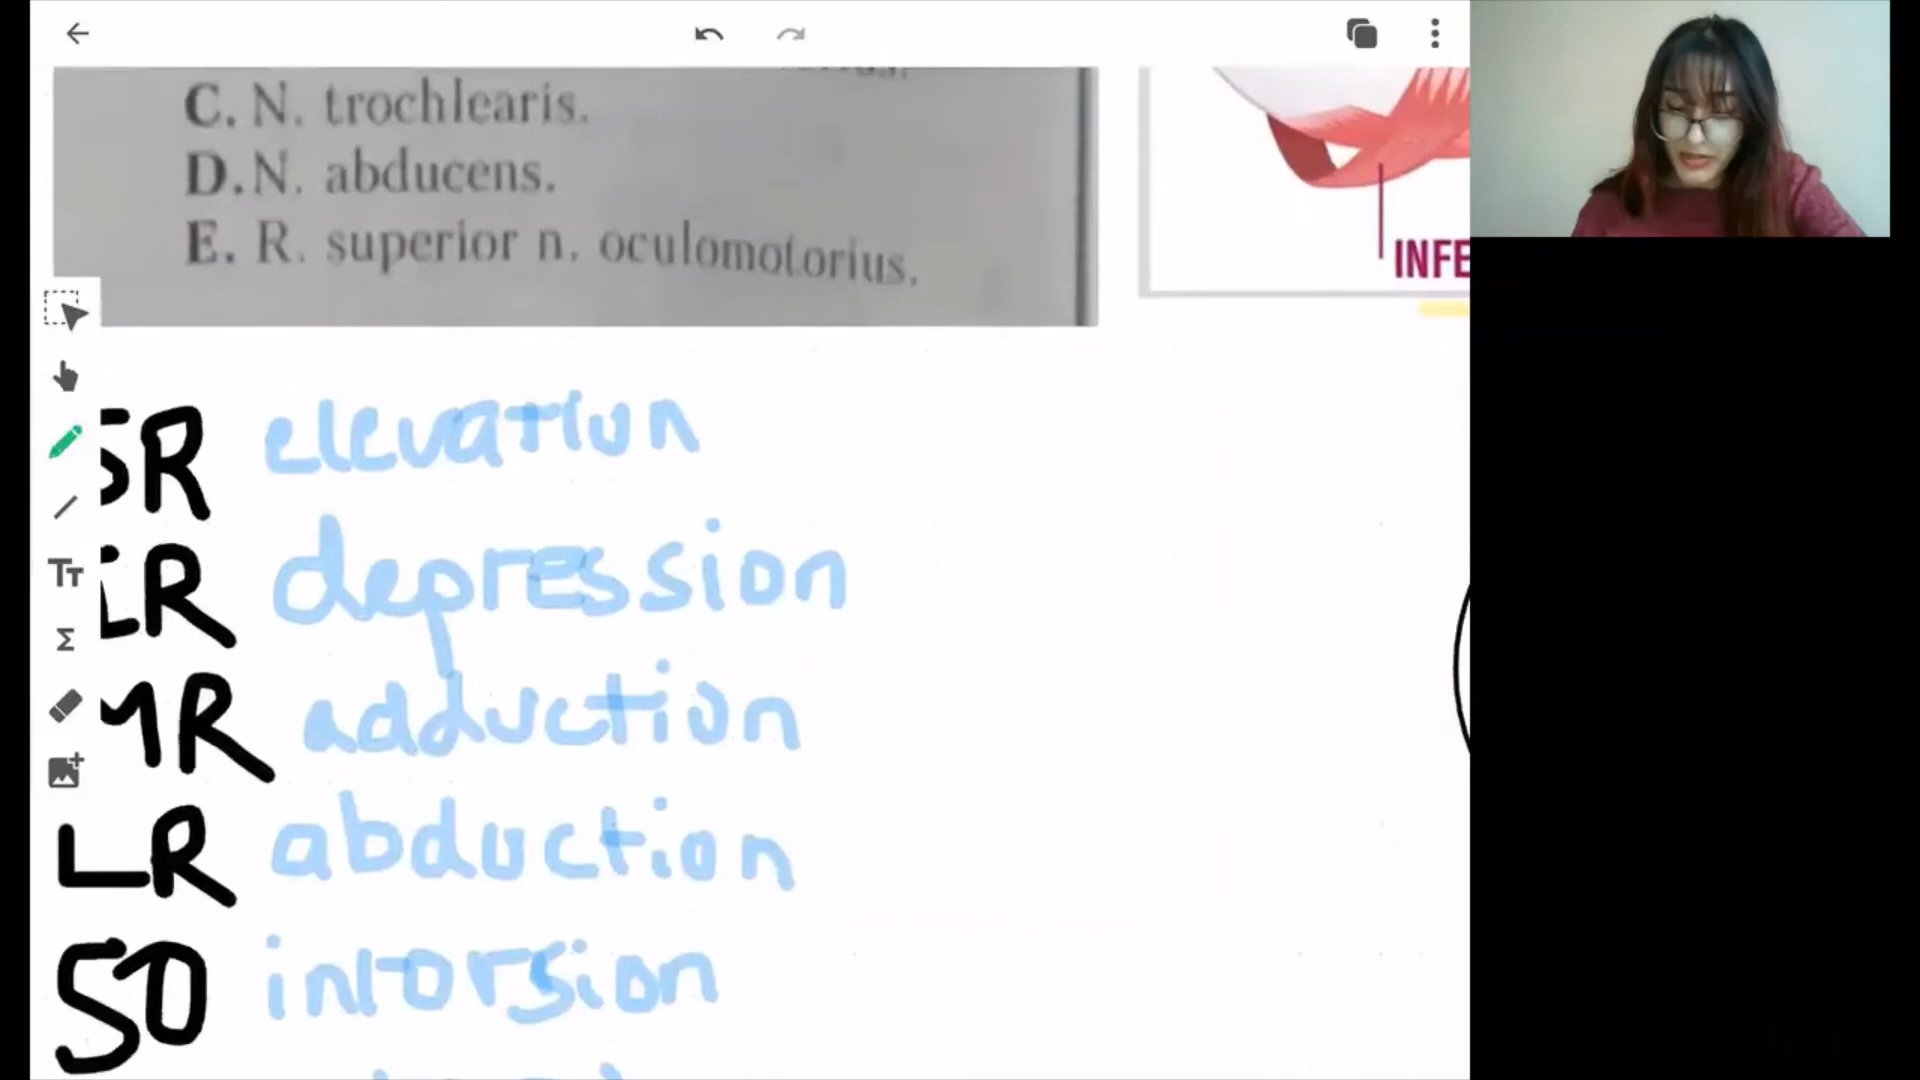 C. N. trochlearis.
D. N. abducens.
E. R. superior n. oculomotorius.
INFE
SR elevation
IR depression
MR adduction
LR abduction
SO intorsion